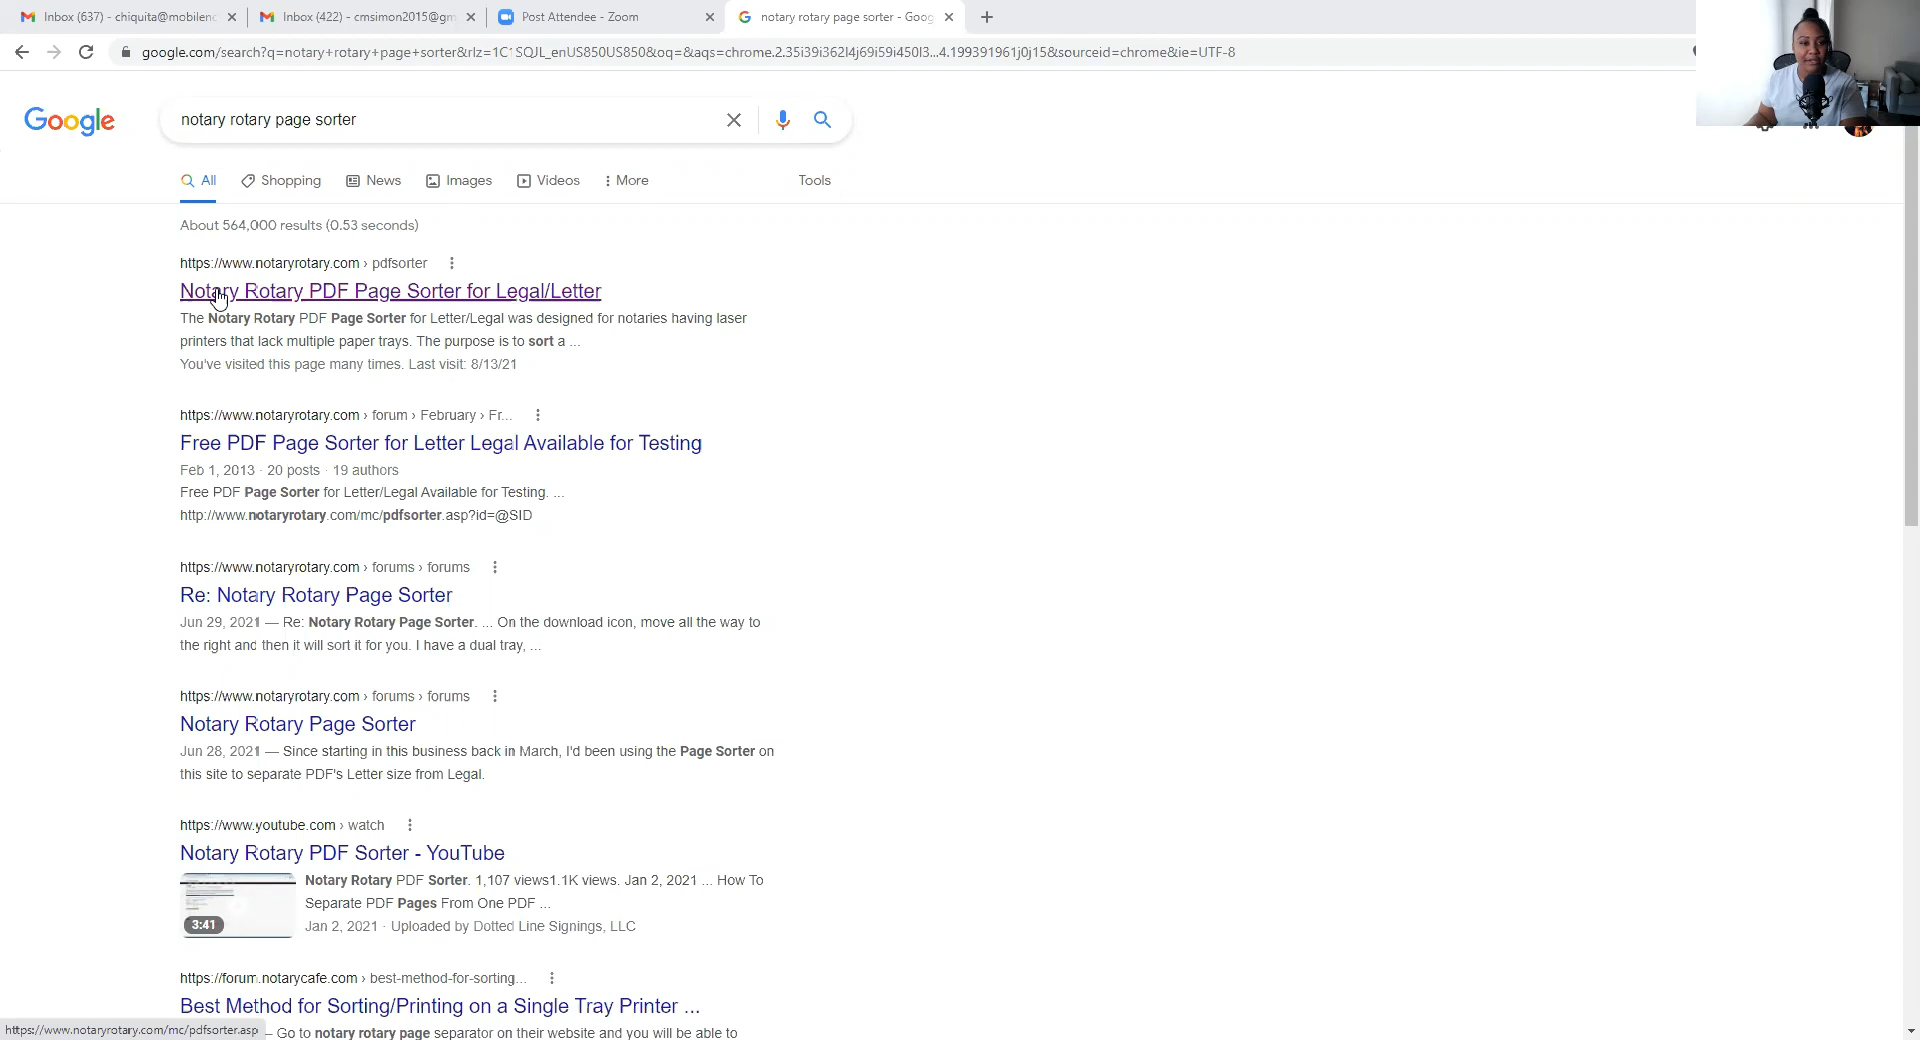 Inbox (637) - chiquita@mobilenc
Inbox (422) - cmsimon2015@gm
Post Attendee - Zoom
notary rotary page sorter - Goog
google.com/search?q=notary+rotary+page+sorter&rlz=1C1SQJL_enUS850US850&oq=&aqs=chrome.2.35i39i362l4j69i59i450l3...4.199391961j0j15&sourceid=chrome&ie=UTF-8
Google
notary rotary page sorter
All Shopping News Images Videos More Tools
About 564,000 results (0.53 seconds)
https://www.notaryrotary.com › pdfsorter
Notary Rotary PDF Page Sorter for Legal/Letter
The Notary Rotary PDF Page Sorter for Letter/Legal was designed for notaries having laser
printers that lack multiple paper trays. The purpose is to sort a ...
You've visited this page many times. Last visit: 8/13/21
https://www.notaryrotary.com › forum › February › Fr...
Free PDF Page Sorter for Letter Legal Available for Testing
Feb 1, 2013 · 20 posts · 19 authors
Free PDF Page Sorter for Letter/Legal Available for Testing. ...
http://www.notaryrotary.com/mc/pdfsorter.asp?id=@SID
https://www.notaryrotary.com › forums › forums
Re: Notary Rotary Page Sorter
Jun 29, 2021 — Re: Notary Rotary Page Sorter. ... On the download icon, move all the way to
the right and then it will sort it for you. I have a dual tray, ...
https://www.notaryrotary.com › forums › forums
Notary Rotary Page Sorter
Jun 28, 2021 — Since starting in this business back in March, I'd been using the Page Sorter on
this site to separate PDF's Letter size from Legal.
https://www.youtube.com › watch
Notary Rotary PDF Sorter - YouTube
Notary Rotary PDF Sorter. 1,107 views1.1K views. Jan 2, 2021 ... How To
Separate PDF Pages From One PDF ...
3:41
Jan 2, 2021 · Uploaded by Dotted Line Signings, LLC
https://forum.notarycafe.com › best-method-for-sorting...
Best Method for Sorting/Printing on a Single Tray Printer ...
https://www.notaryrotary.com/mc/pdfsorter.asp
– Go to notary rotary page separator on their website and you will be able to